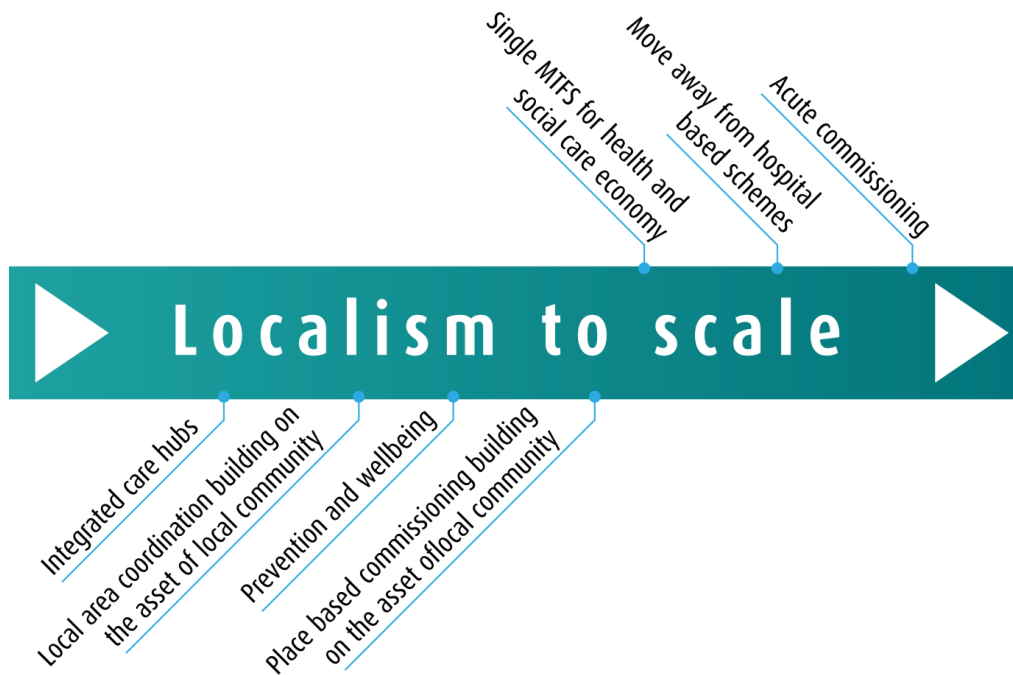 Single MTFS for health and
social care economy
Move away from hospital
based schemes
Acute commissioning
Localism to scale
Integrated care hubs
Local area coordination building on
the asset of local community
Prevention and wellbeing
Place based commissioning building
on the asset oflocal community